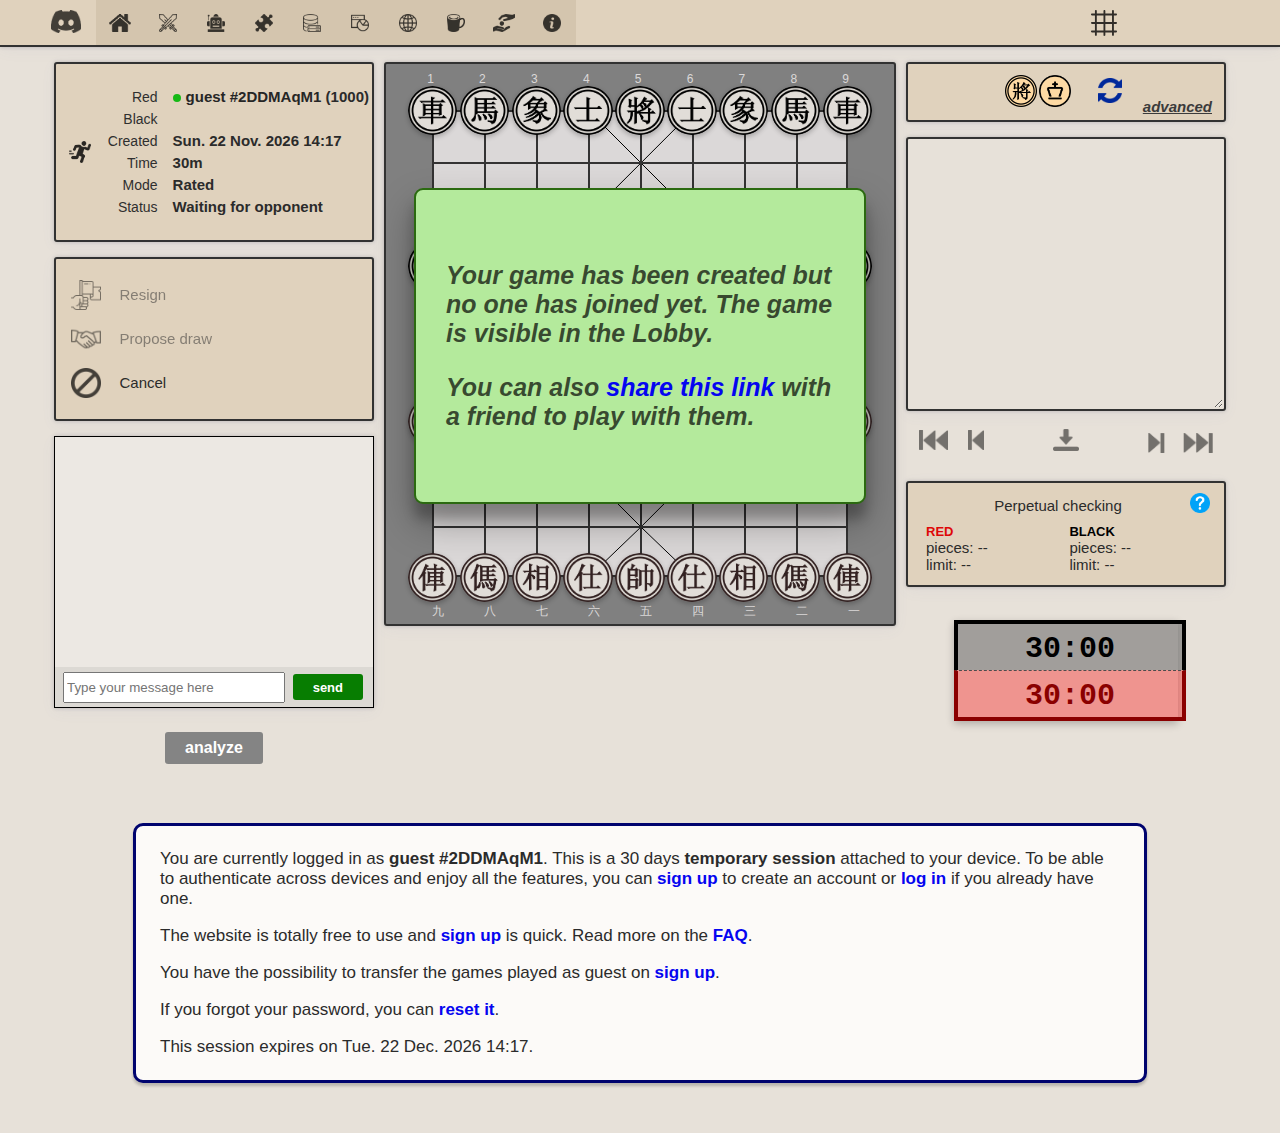 Red guest #2DDMAqM1 (1000)
Black
Created Sun. 22 Nov. 2026 14:17
Time 30m
Mode Rated
Status Waiting for opponent
Resign
Propose draw
Cancel
Type your message here send
analyze
1 2 3 4 5 6 7 8 9
車 馬 象 士 將 士 象 馬 車
Your game has been created but
no one has joined yet. The game
is visible in the Lobby.
You can also share this link with
a friend to play with them.
俥 傌 相 仕 帥 仕 相 傌 俥
九 八 七 六 五 四 三 二 一
將
advanced
Perpetual checking ?
RED BLACK
pieces: -- pieces: --
limit: -- limit: --
30:00
30:00
You are currently logged in as guest #2DDMAqM1. This is a 30 days temporary session attached to your device. To be able
to authenticate across devices and enjoy all the features, you can sign up to create an account or log in if you already have
one.
The website is totally free to use and sign up is quick. Read more on the FAQ.
You have the possibility to transfer the games played as guest on sign up.
If you forgot your password, you can reset it.
This session expires on Tue. 22 Dec. 2026 14:17.